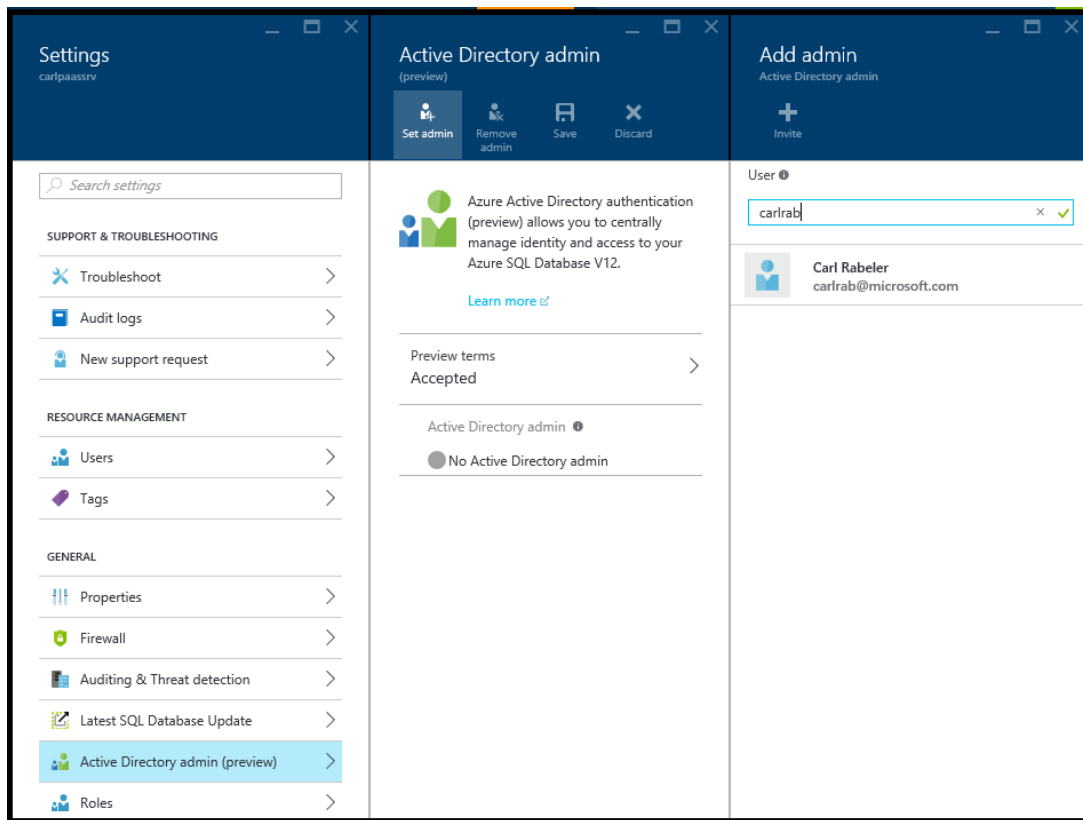 Settings
carlpaassrv
Search settings
SUPPORT & TROUBLESHOOTING
Troubleshoot
Audit logs
New support request
RESOURCE MANAGEMENT
Users
Tags
GENERAL
Properties
Firewall
Auditing & Threat detection
Latest SQL Database Update
Active Directory admin (preview)
Roles
Active Directory admin
(preview)
Set admin
Remove
admin
Save
Discard
Azure Active Directory authentication
(preview) allows you to centrally
manage identity and access to your
Azure SQL Database V12.
Learn more
Preview terms
Accepted
Active Directory admin
No Active Directory admin
Add admin
Active Directory admin
Invite
User
carlrab
Carl Rabeler
carlrab@microsoft.com